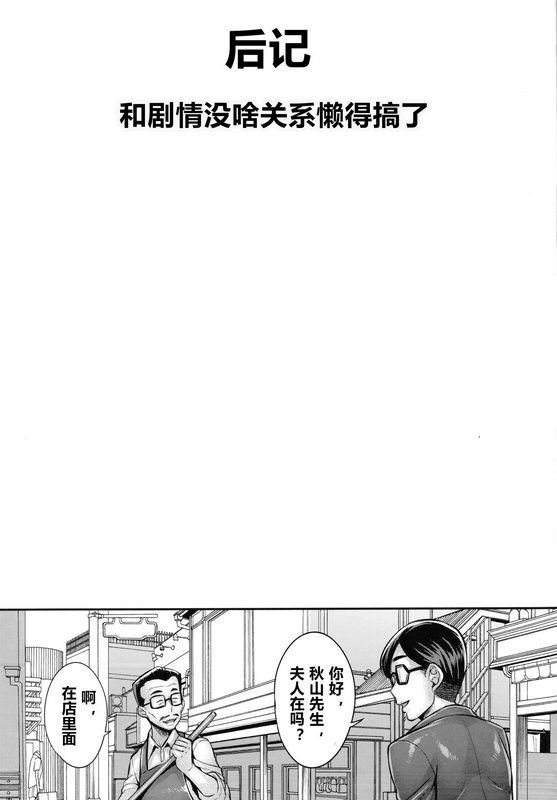 后记
和剧情没啥关系懒得搞了
你好，
秋山先生，
夫人在吗？
啊，
在店里面